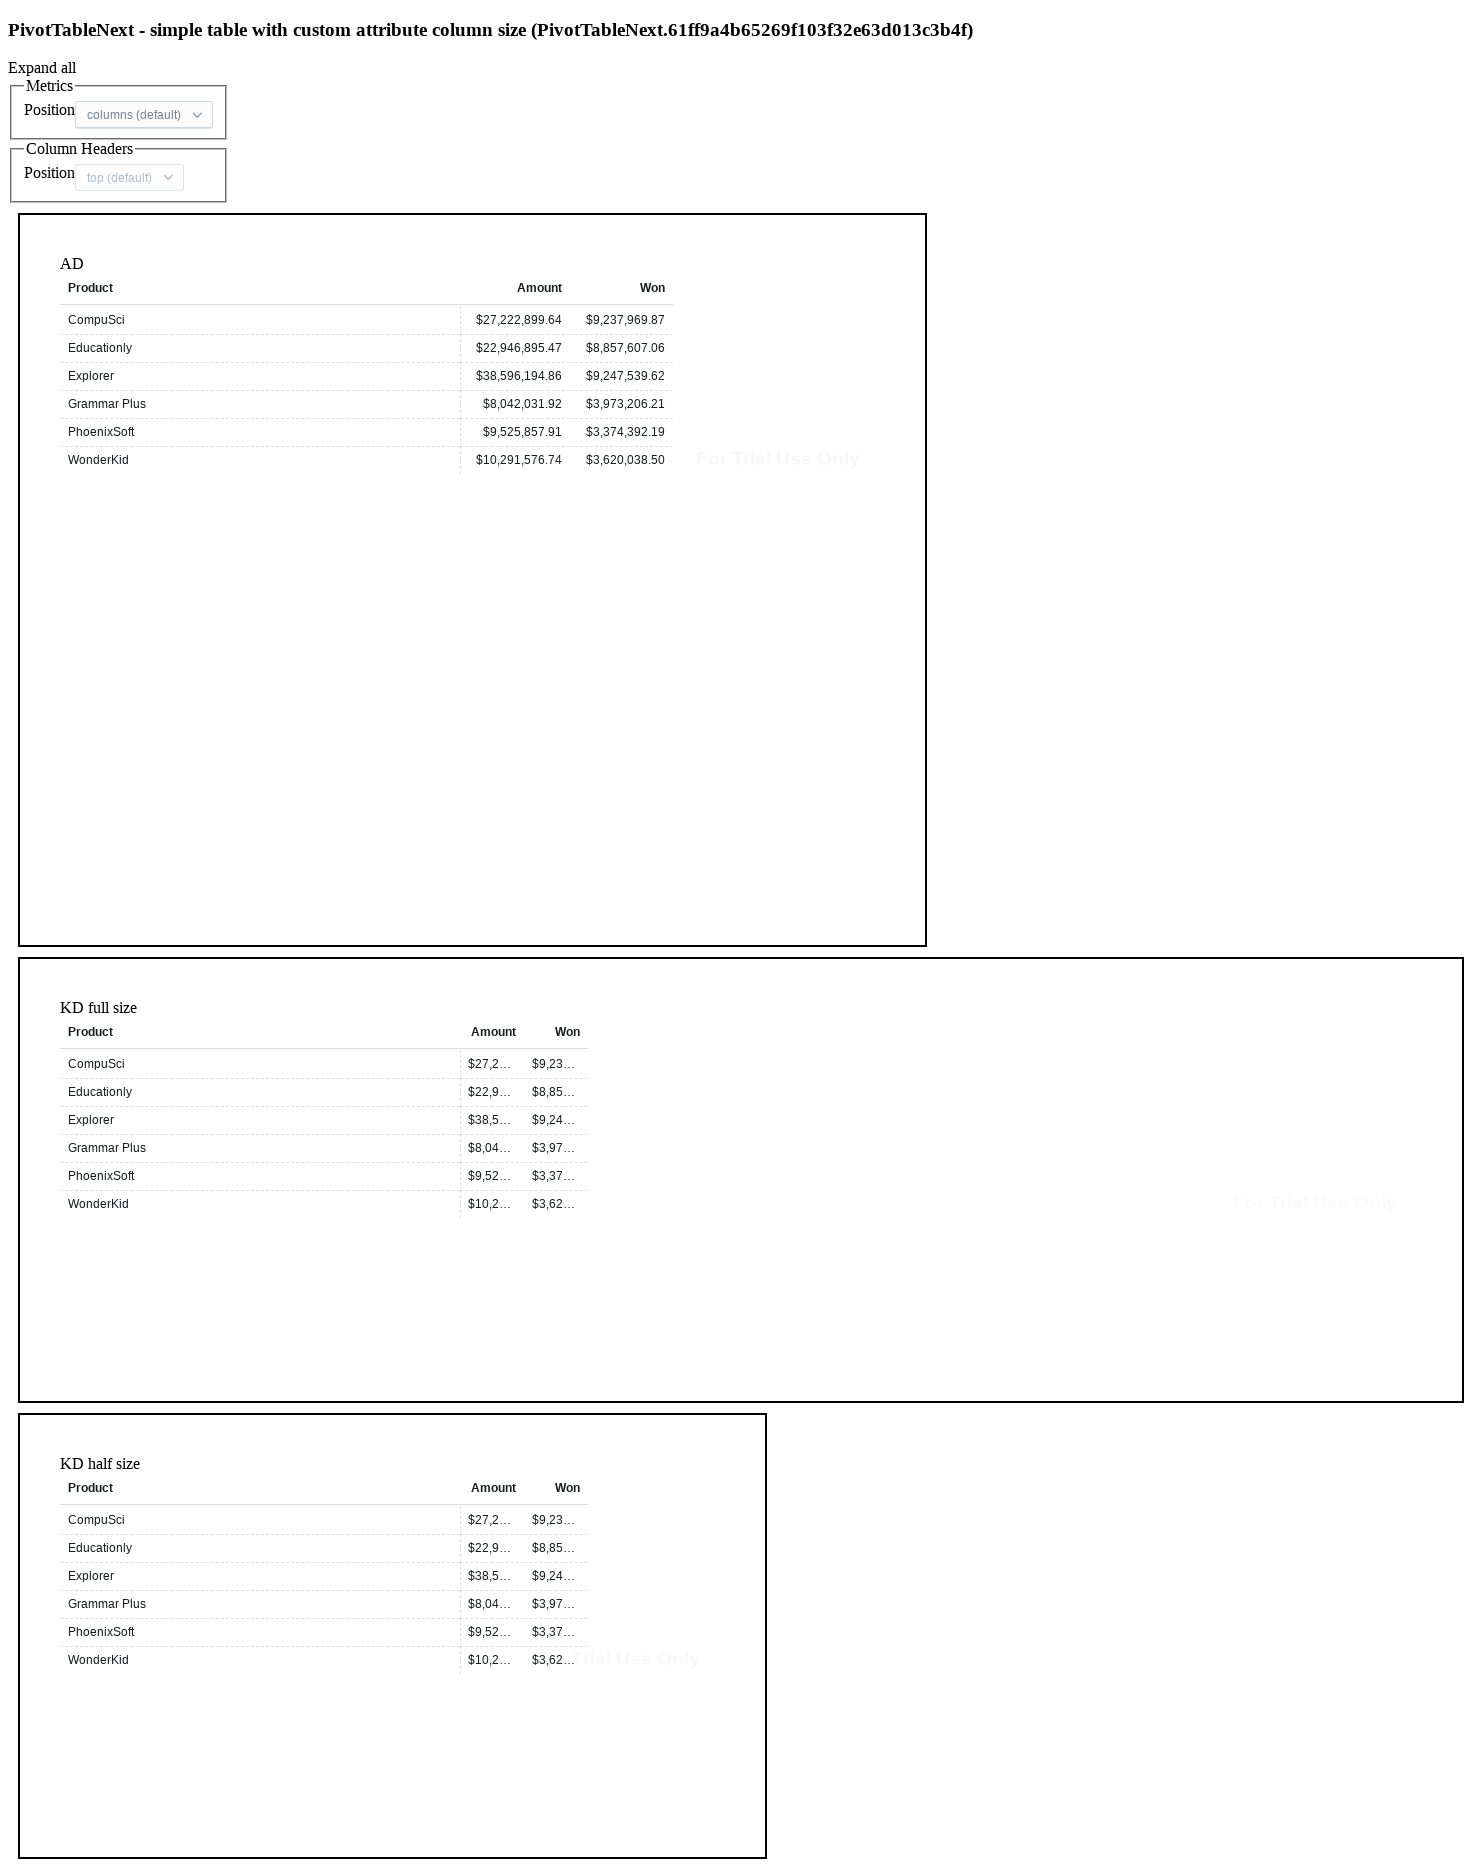 PivotTableNext - simple table with custom attribute column size (PivotTableNext.61ff9a4b65269f103f32e63d013c3b4f)
Expand all
Metrics
Position columns (default)
Column Headers
Position top (default)
AD
Product Amount Won
CompuSci $27,222,899.64 $9,237,969.87
Educationly $22,946,895.47 $8,857,607.06
Explorer $38,596,194.86 $9,247,539.62
Grammar Plus $8,042,031.92 $3,973,206.21
PhoenixSoft $9,525,857.91 $3,374,392.19
WonderKid $10,291,576.74 $3,620,038.50
For Trial Use Only
KD full size
Product Amount Won
CompuSci $27,2… $9,23…
Educationly $22,9… $8,85…
Explorer $38,5… $9,24…
Grammar Plus $8,04… $3,97…
PhoenixSoft $9,52… $3,37…
WonderKid $10,2… $3,62…
For Trial Use Only
KD half size
Product Amount Won
CompuSci $27,2… $9,23…
Educationly $22,9… $8,85…
Explorer $38,5… $9,24…
Grammar Plus $8,04… $3,97…
PhoenixSoft $9,52… $3,37…
WonderKid $10,2… $3,62…
Trial Use Only